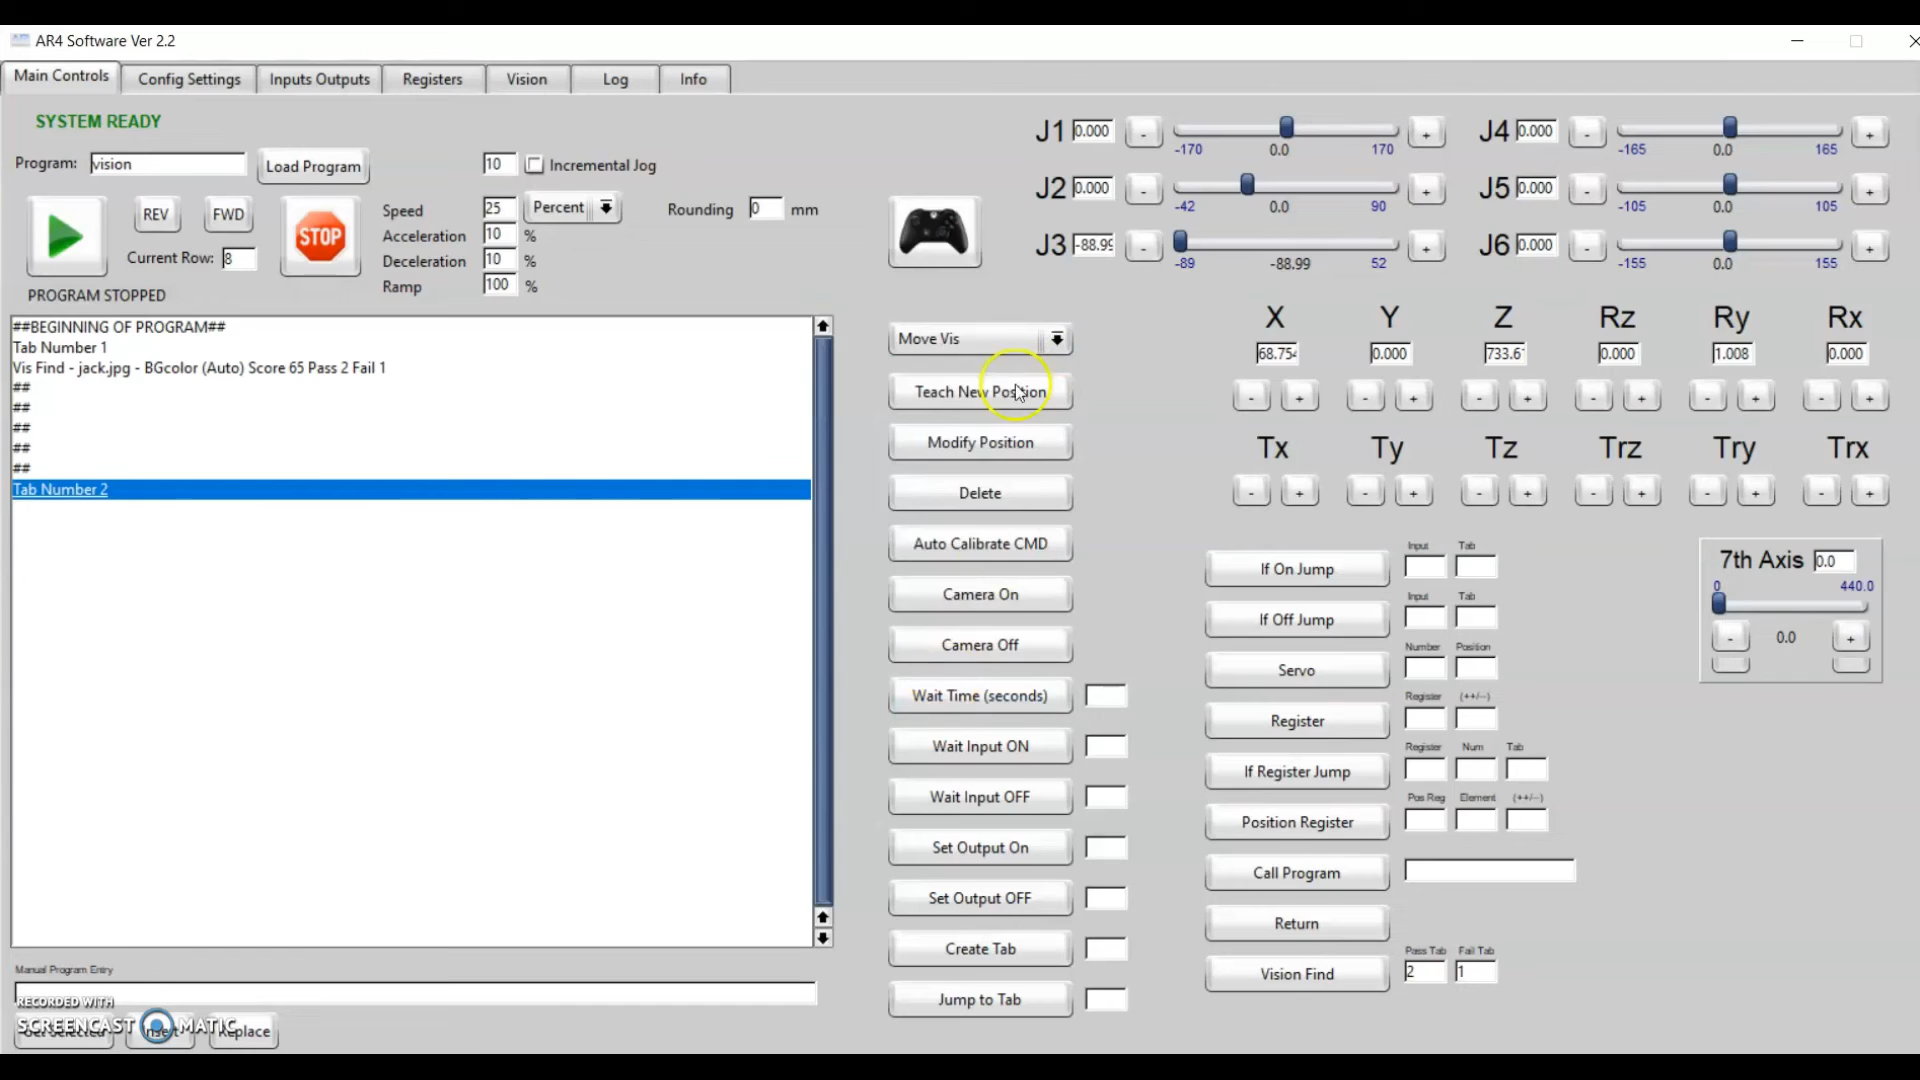 AR4 Software Ver 2.2
Main Controls Config Settings Inputs Outputs Registers Vision Log Info
SYSTEM READY
Program: vision Load Program 10 Incremental Jog
REV FWD STOP
Current Row: 8
Speed 25 Percent Rounding 0 mm
Acceleration 10 %
Deceleration 10 %
Ramp 100 %
PROGRAM STOPPED
##BEGINNING OF PROGRAM##
Tab Number 1
Vis Find - jack.jpg - BGcolor (Auto) Score 65 Pass 2 Fail 1
##
##
##
##
##
Tab Number 2
Manual Program Entry
RECORDED WITH
SCREENCAST MATIC
Insert Replace
J1 0.000 - +
-170 0.0 170
J2 0.000 - +
-42 0.0 90
J3 -88.99 - +
-89 -88.99 52
J4 0.000 - +
-165 0.0 165
J5 0.000 - +
-105 0.0 105
J6 0.000 - +
-155 0.0 155
Move Vis
Teach New Position
Modify Position
Delete
Auto Calibrate CMD
Camera On
Camera Off
Wait Time (seconds)
Wait Input ON
Wait Input OFF
Set Output On
Set Output OFF
Create Tab
Jump to Tab
X Y Z Rz Ry Rx
68.754 0.000 733.6 0.000 1.008 0.000
- + - + - + - + - + - +
Tx Ty Tz Trz Try Trx
- + - + - + - + - + - +
Input Tab
If On Jump
Input Tab
If Off Jump
Number Position
Servo
Register (++/--)
Register
Register Num Tab
If Register Jump
Pos Reg Element (++/--)
Position Register
Call Program
Return
Pass Tab Fail Tab
Vision Find 2 1
7th Axis 0.0
0 440.0
- 0.0 +